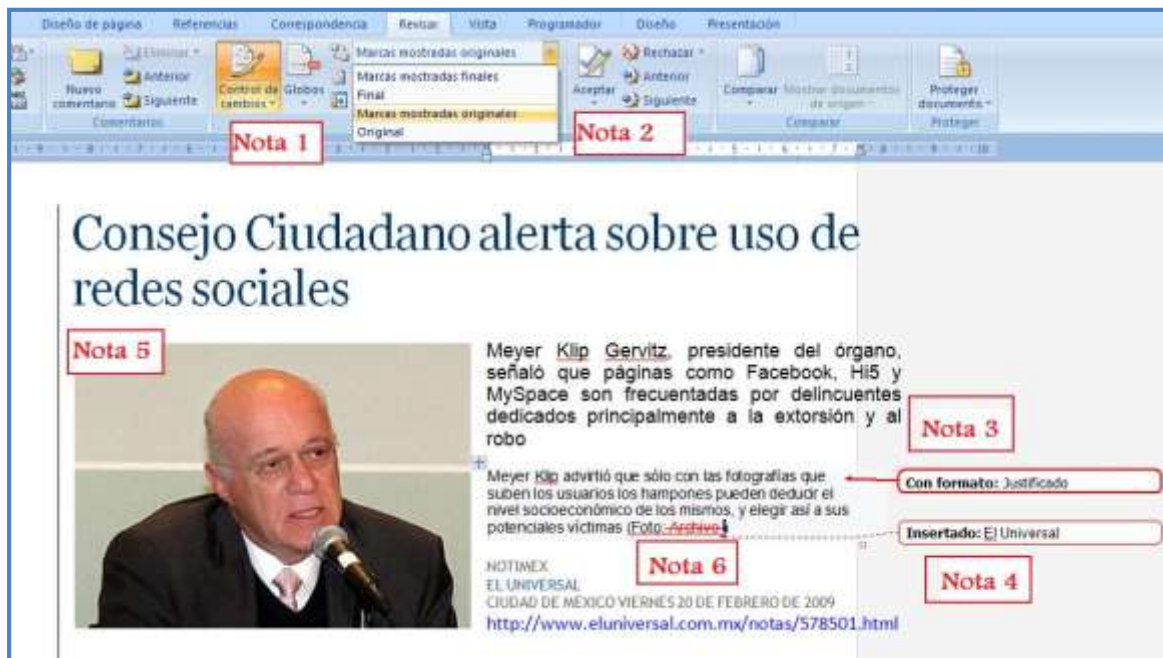 Diseño de página Referencias Correspondencia Revisar Vista Programador Diseño Presentación
Eliminar
Marcas mostradas originales
Rechazar
Anterior
Marcas mostradas finales
Anterior
Nuevo comentario
Siguiente
Control de cambios
Globos
Final
Aceptar
Siguiente
Comparar
Mostrar documentos de origen
Proteger documento
Marcas mostradas originales
Comentarios
Original
Comparar
Proteger
Nota 1
Nota 2
Consejo Ciudadano alerta sobre uso de
redes sociales
Nota 5
Meyer Klip Gervitz, presidente del órgano,
señaló que páginas como Facebook, Hi5 y
MySpace son frecuentadas por delincuentes
dedicados principalmente a la extorsión y al
robo
Nota 3
Meyer Klip advirtió que sólo con las fotografías que
suben los usuarios los hampones pueden deducir el
nivel socioeconómico de los mismos, y elegir así a sus
potenciales víctimas (Foto: Archivo
Con formato: Justificado
Insertado: El Universal
Nota 6
Nota 4
NOTIMEX
EL UNIVERSAL
CIUDAD DE MÉXICO VIERNES 20 DE FEBRERO DE 2009
http://www.eluniversal.com.mx/notas/578501.html